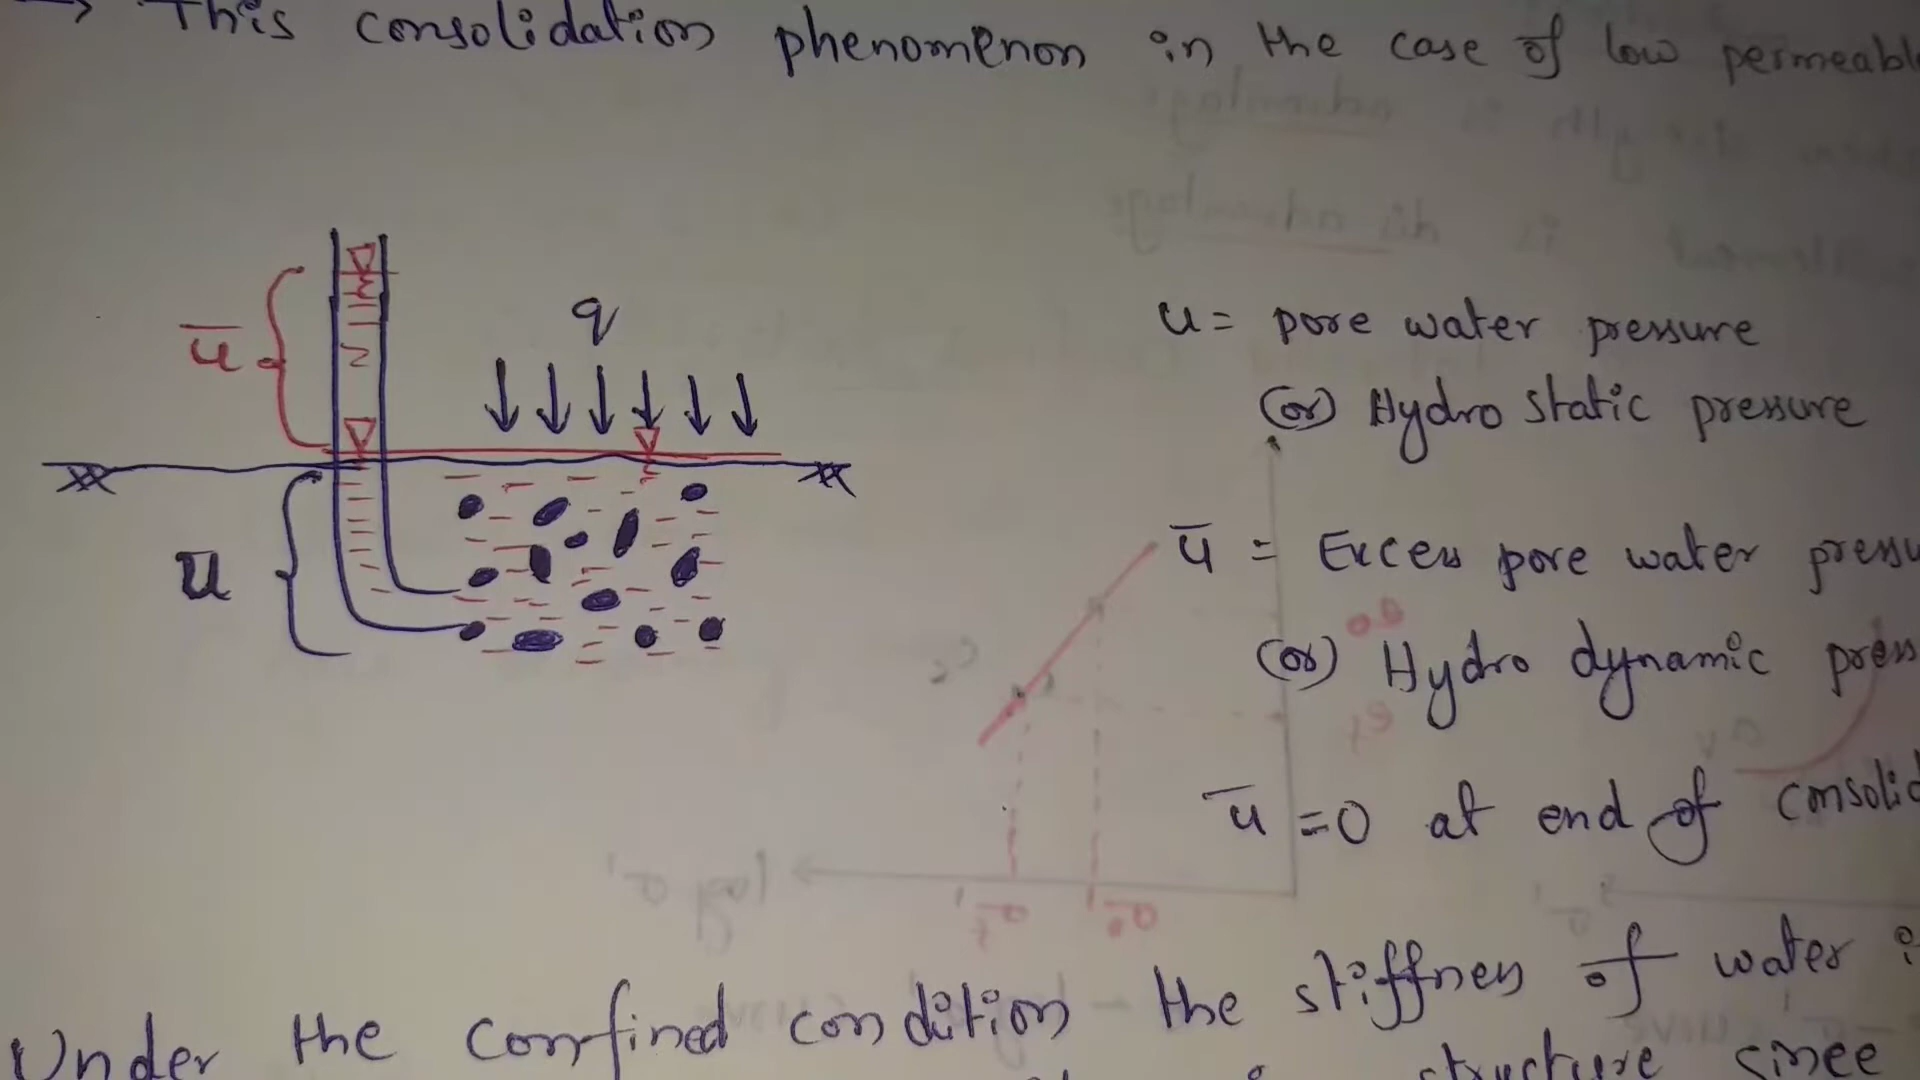 → This consolidation phenomenon in the case of low permeable
q
ū
u = pore water pressure
(or) Hydro static pressure
u
ū = Excess pore water pressu
(or) Hydro dynamic press
ū = 0 at end of consolid
Under the confined condition the stiffness of water i
structure since